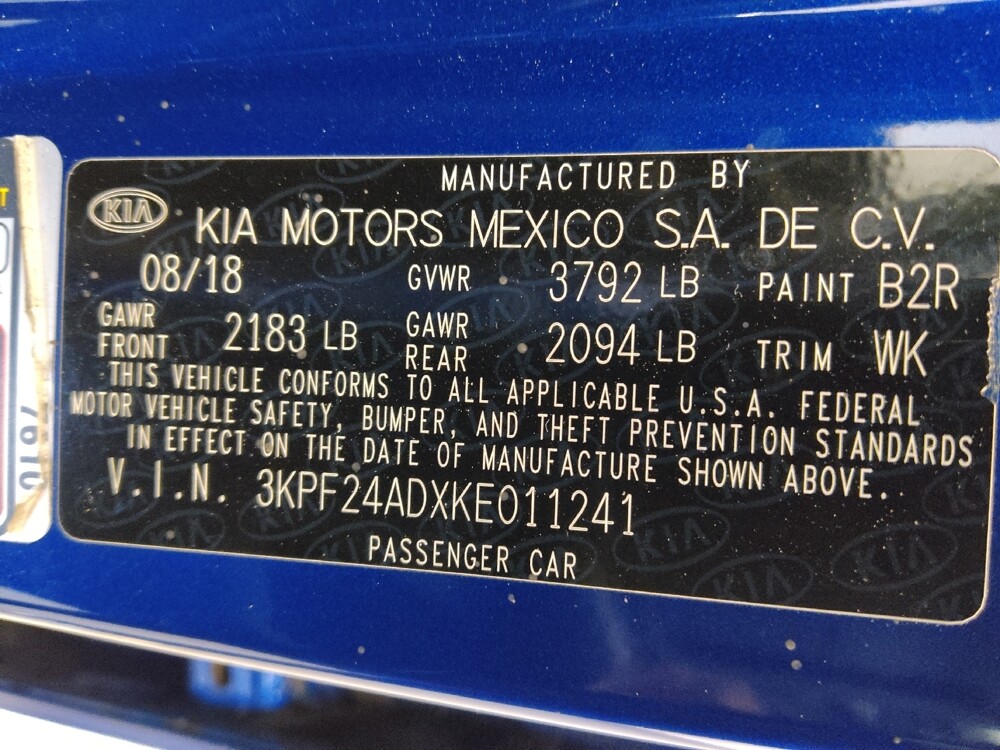 MANUFACTURED BY
KIA KIA MOTORS MEXICO S.A. DE C.V.
08/18 GVWR 3792 LB PAINT B2R
GAWR FRONT 2183 LB GAWR REAR 2094 LB TRIM WK
THIS VEHICLE CONFORMS TO ALL APPLICABLE U.S.A. FEDERAL
MOTOR VEHICLE SAFETY, BUMPER, AND THEFT PREVENTION STANDARDS
IN EFFECT ON THE DATE OF MANUFACTURE SHOWN ABOVE.
V.I.N. 3KPF24ADXKE011241
PASSENGER CAR